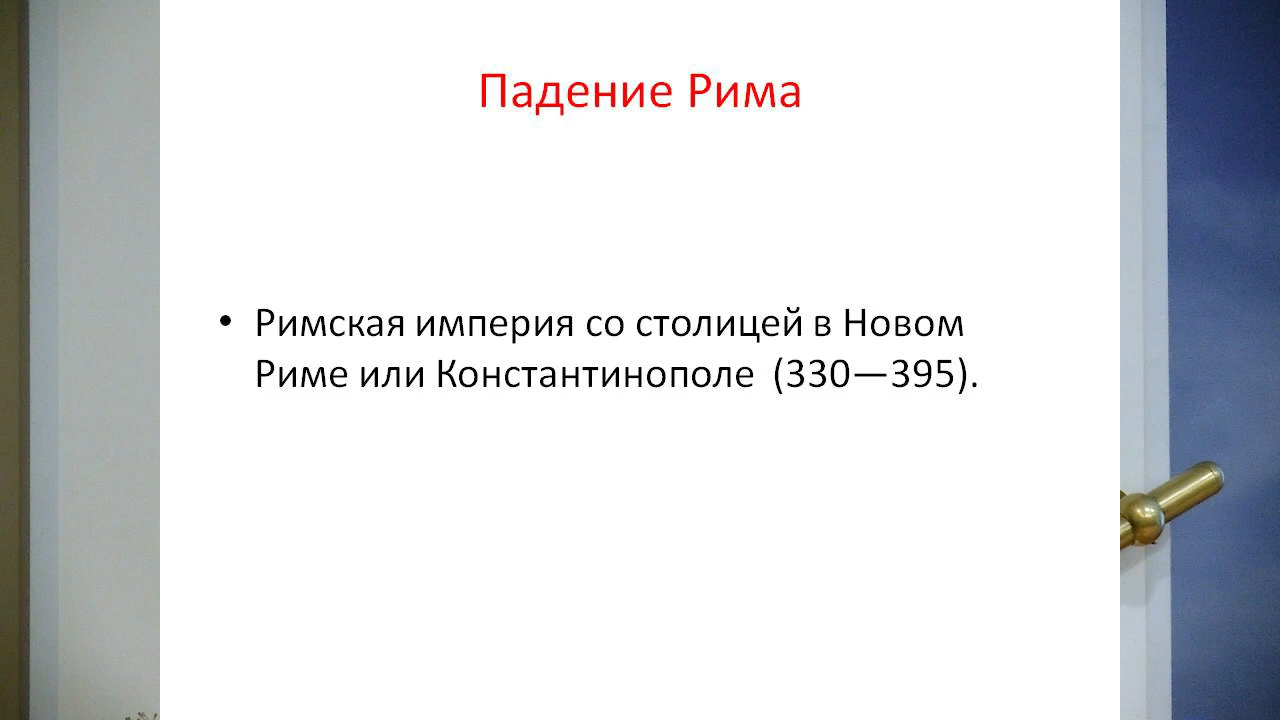 Падение Рима
• Римская империя со столицей в Новом
Риме или Константинополе (330—395).